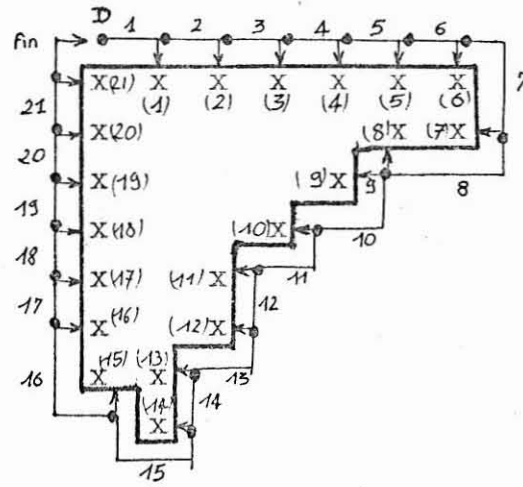 D
fin 1 2 3 4 5 6
X(21) X X X X X X
(1) (2) (3) (4) (5) (6) 7
21
X(20) (8)X (7)X
20
X(19) (9)X 9 8
19
X(18) (10)X 10
18 11
X(17) (11)X
17 12
X(16) (12)X
(15) (13) 13
16 X X 14
(14)
X
15